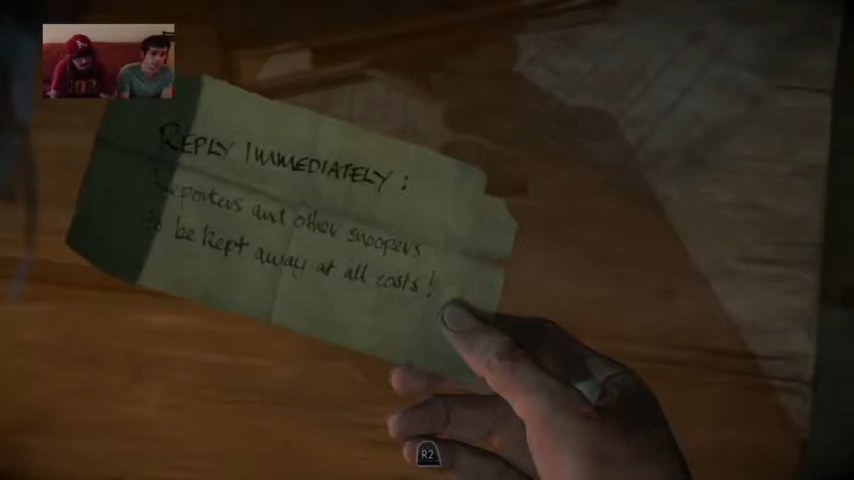 REPLY IMMEDIATELY:
Reporters and other snoopers
to be kept away at all costs!
R2